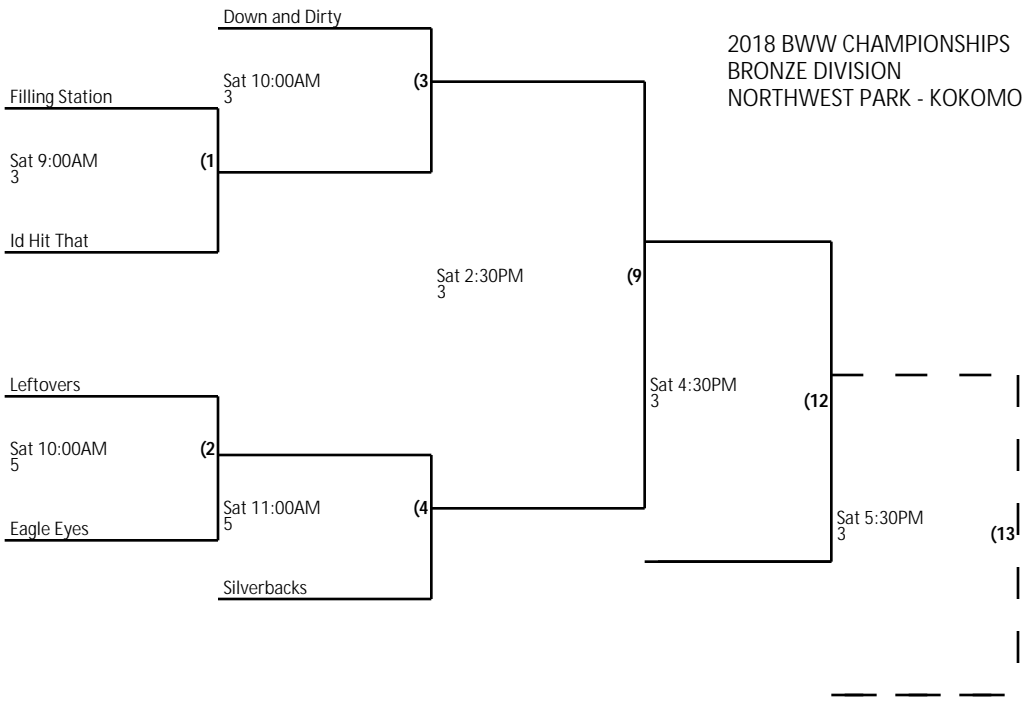 Down and Dirty
2018 BWW CHAMPIONSHIPS
BRONZE DIVISION
NORTHWEST PARK - KOKOMO
Sat 10:00AM
3
(3
Filling Station
Sat 9:00AM
3
(1
Id Hit That
Sat 2:30PM
3
(9
Leftovers
Sat 4:30PM
3
(12
Sat 10:00AM
5
(2
Sat 11:00AM
5
(4
Eagle Eyes
Sat 5:30PM
3
(13
Silverbacks